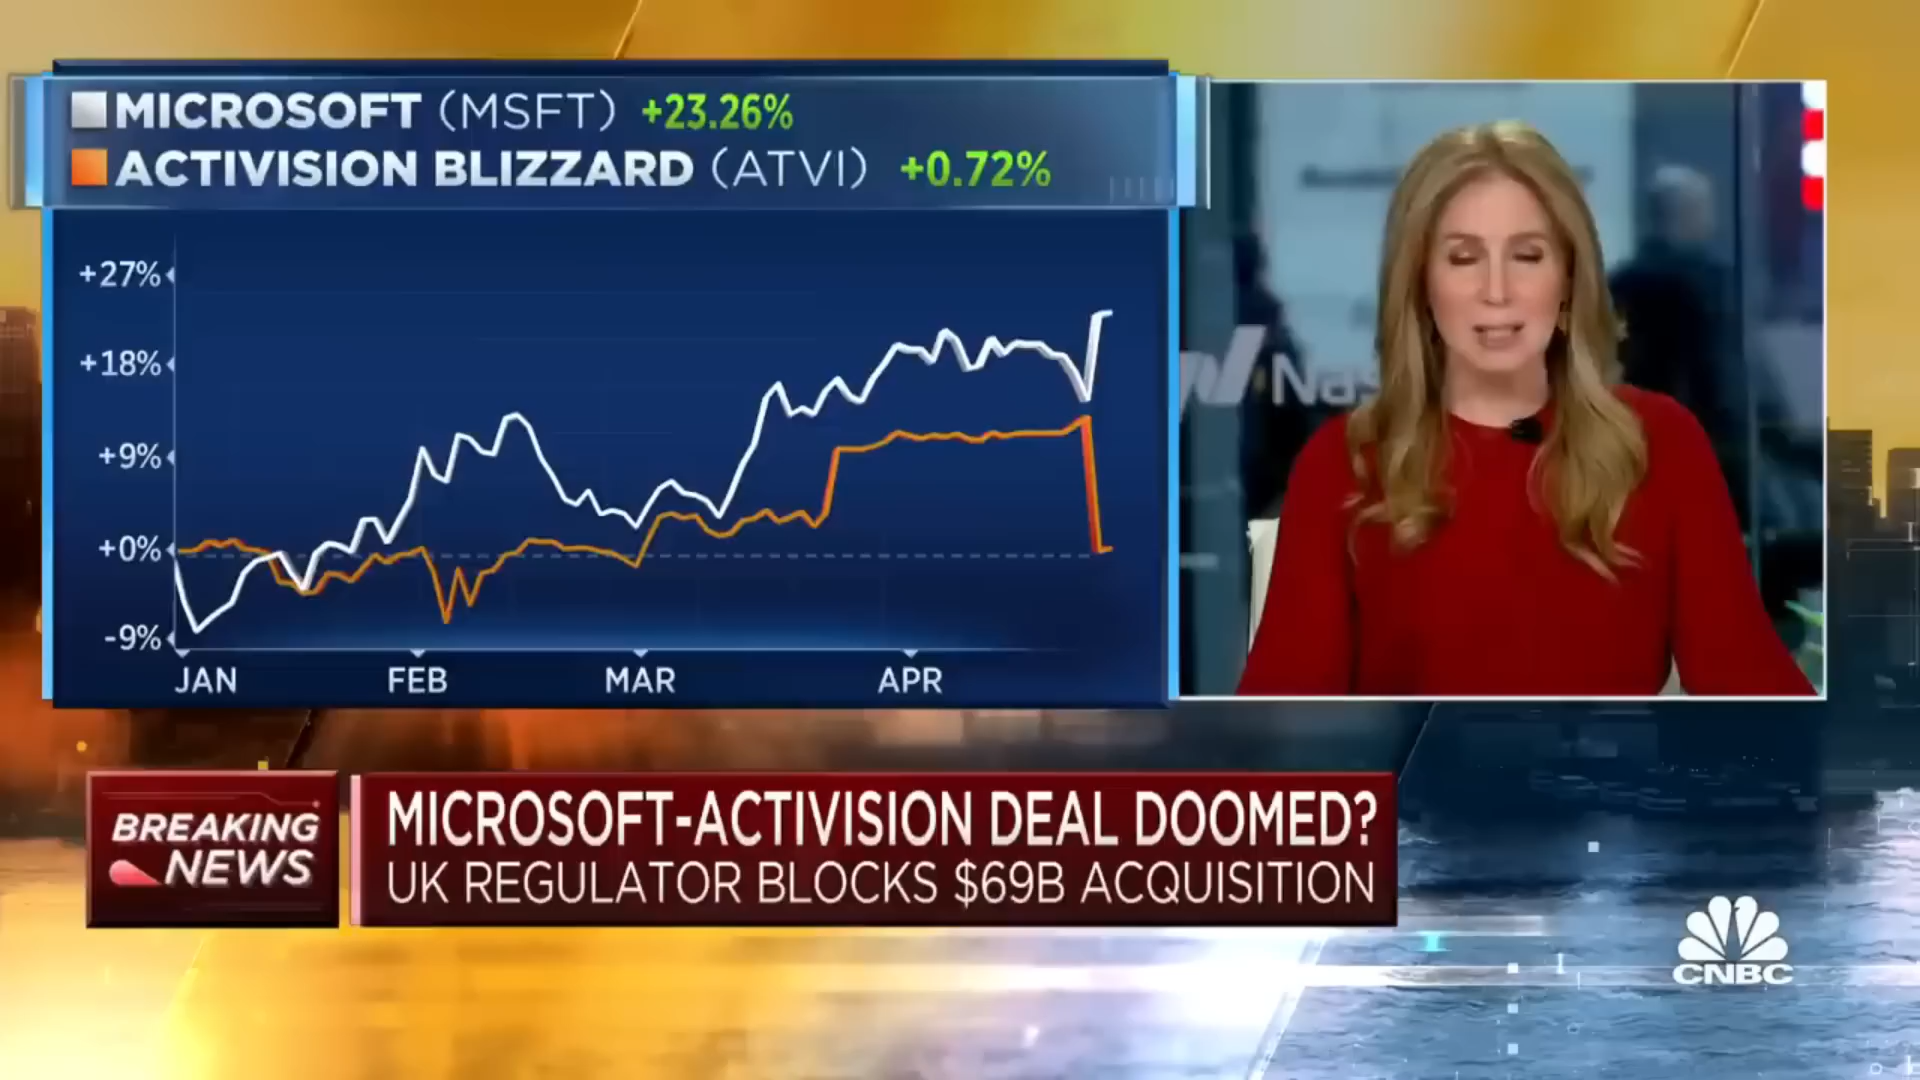 MICROSOFT (MSFT) +23.26%
ACTIVISION BLIZZARD (ATVI) +0.72%
+27%
+18%
+9%
+0%
-9%
JAN FEB MAR APR
Nas
BREAKING
NEWS
MICROSOFT-ACTIVISION DEAL DOOMED?
UK REGULATOR BLOCKS $69B ACQUISITION
CNBC